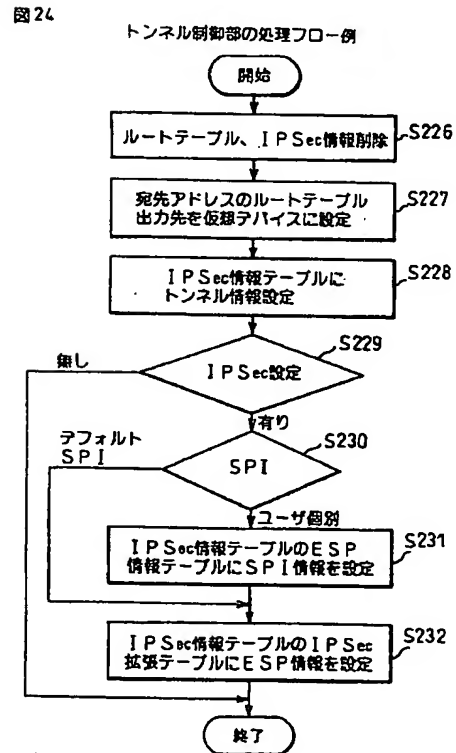 図24
トンネル制御部の処理フロー例
開始
ルートテーブル、IPSec情報削除
S226
宛先アドレスのルートテーブル
出力先を仮想デバイスに設定
S227
IPSec情報テーブルに
トンネル情報設定
S228
S229
無し
IPSec設定
有り
デフォルト
SPI
S230
SPI
ユーザ個別
IPSec情報テーブルのESP
情報テーブルにSPI情報を設定
S231
IPSec情報テーブルのIPSec
拡張テーブルにESP情報を設定
S232
終了